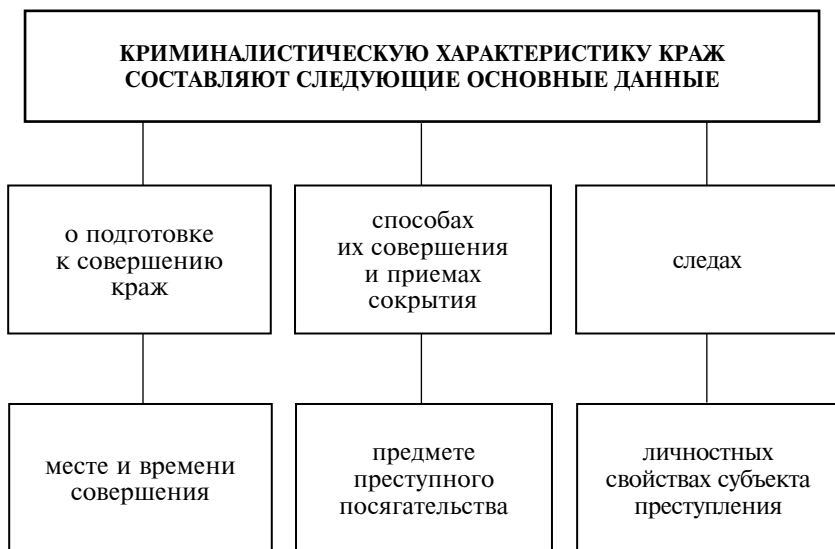 КРИМИНАЛИСТИЧЕСКУЮ ХАРАКТЕРИСТИКУ КРАЖ
СОСТАВЛЯЮТ СЛЕДУЮЩИЕ ОСНОВНЫЕ ДАННЫЕ
о подготовке
к совершению
краж
способах
их совершения
и приемах
сокрытия
следах
месте и времени
совершения
предмете
преступного
посягательства
личностных
свойствах субъекта
преступления